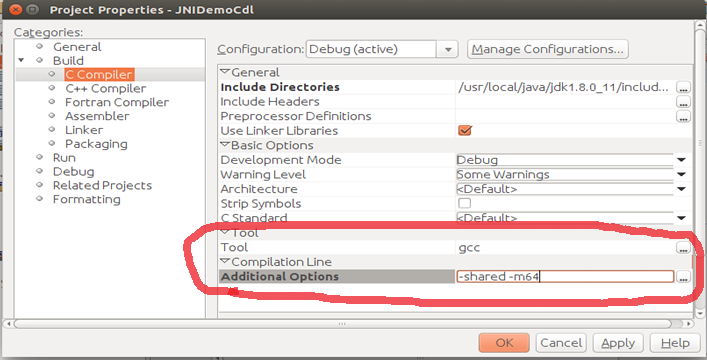 Project Properties - JNIDemoCdl
Categories:
General
Build
C Compiler
C++ Compiler
Fortran Compiler
Assembler
Linker
Packaging
Run
Debug
Related Projects
Formatting
Configuration: Debug (active) Manage Configurations...
General
Include Directories /usr/local/java/jdk1.8.0_11/includ... ...
Include Headers ...
Preprocessor Definitions ...
Use Linker Libraries
Basic Options
Development Mode Debug
Warning Level Some Warnings
Architecture <Default>
Strip Symbols
C Standard <Default>
Tool
Tool gcc ...
Compilation Line
Additional Options -shared -m64 ...
OK Cancel Apply Help